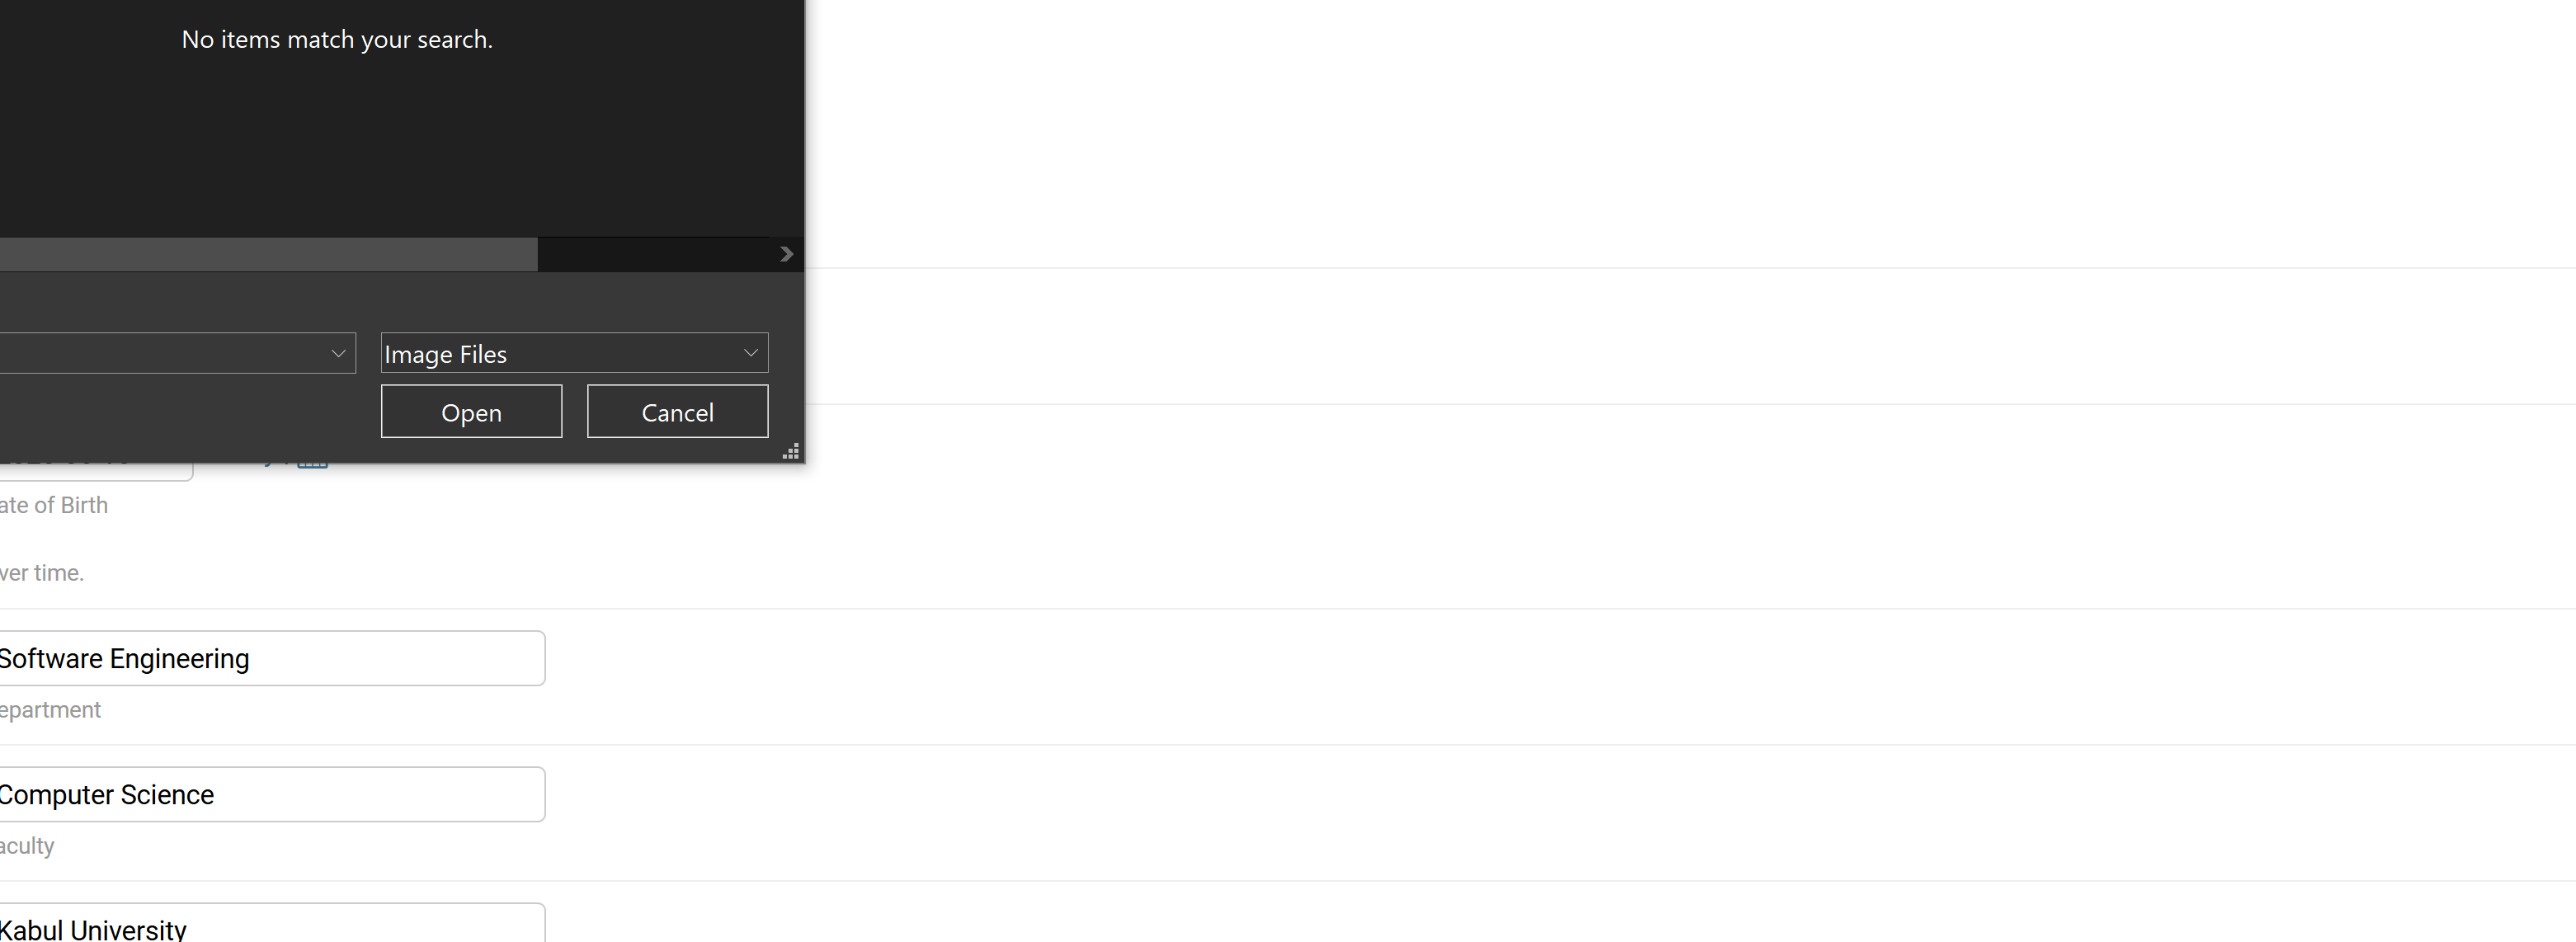 No items match your search.
Image Files
Open
Cancel
ate of Birth
ver time.
Software Engineering
epartment
Computer Science
aculty
Kabul University